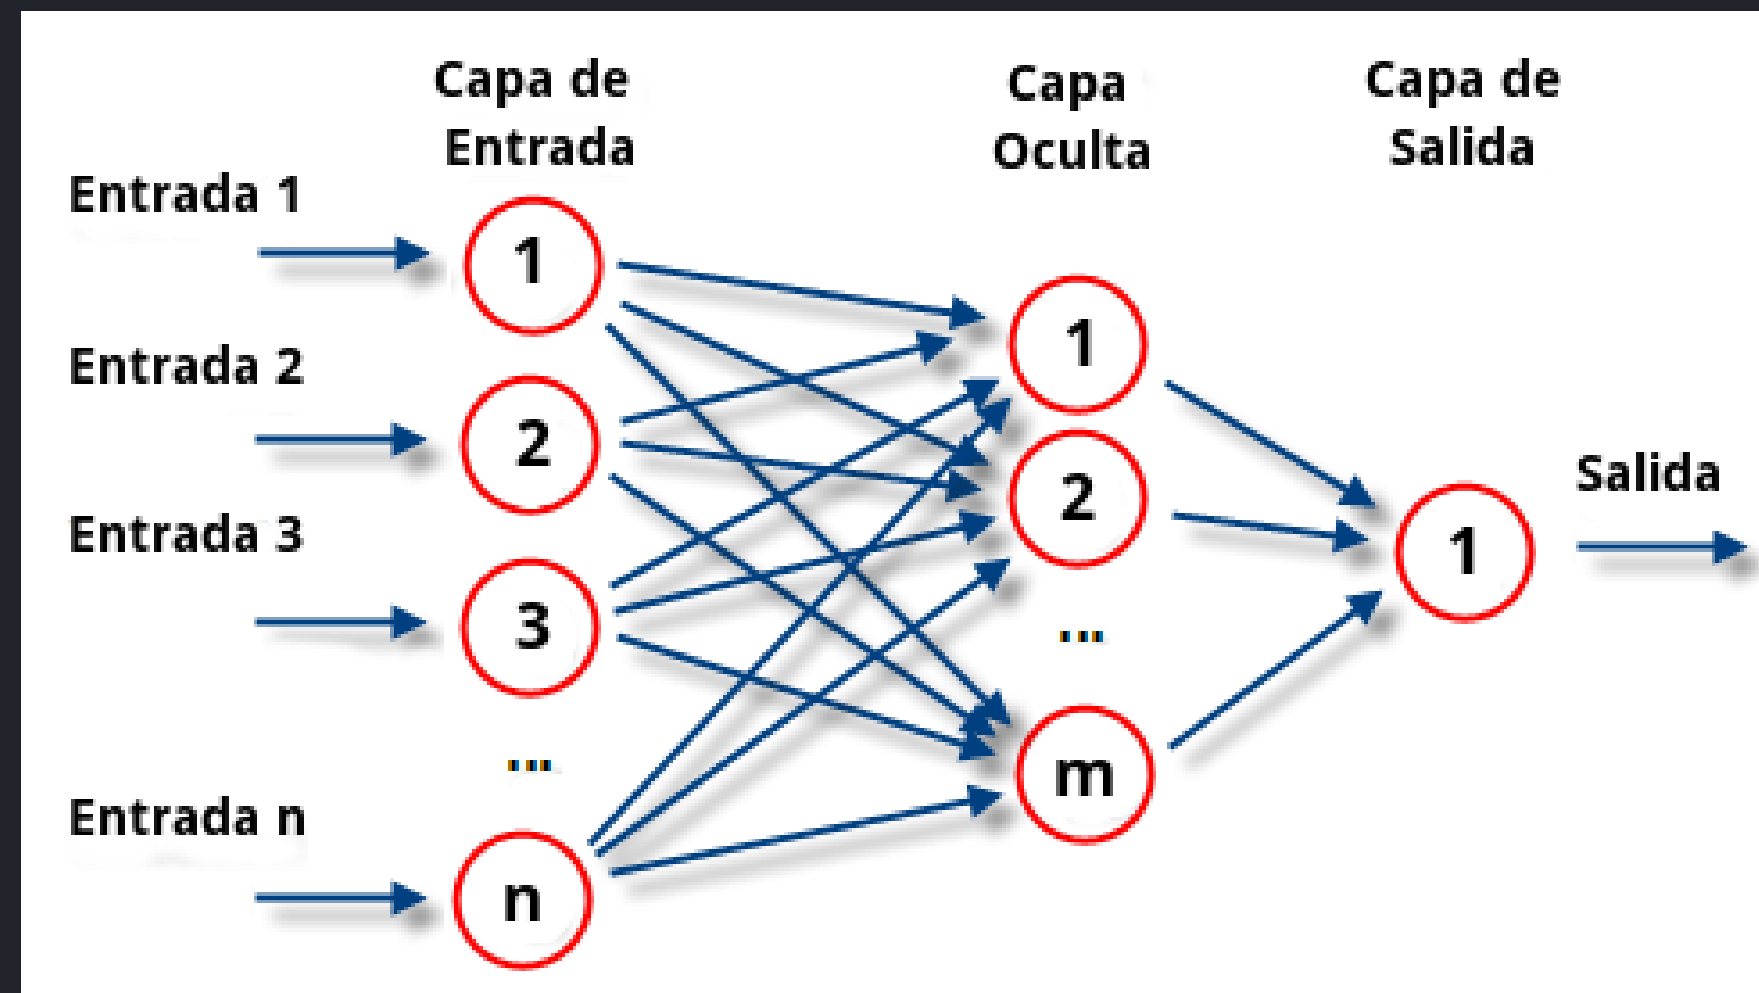 Capa de
Entrada
Capa
Oculta
Capa de
Salida
Entrada 1
1
Entrada 2
2
Entrada 3
3
...
Entrada n
n
1
2
...
m
1
Salida